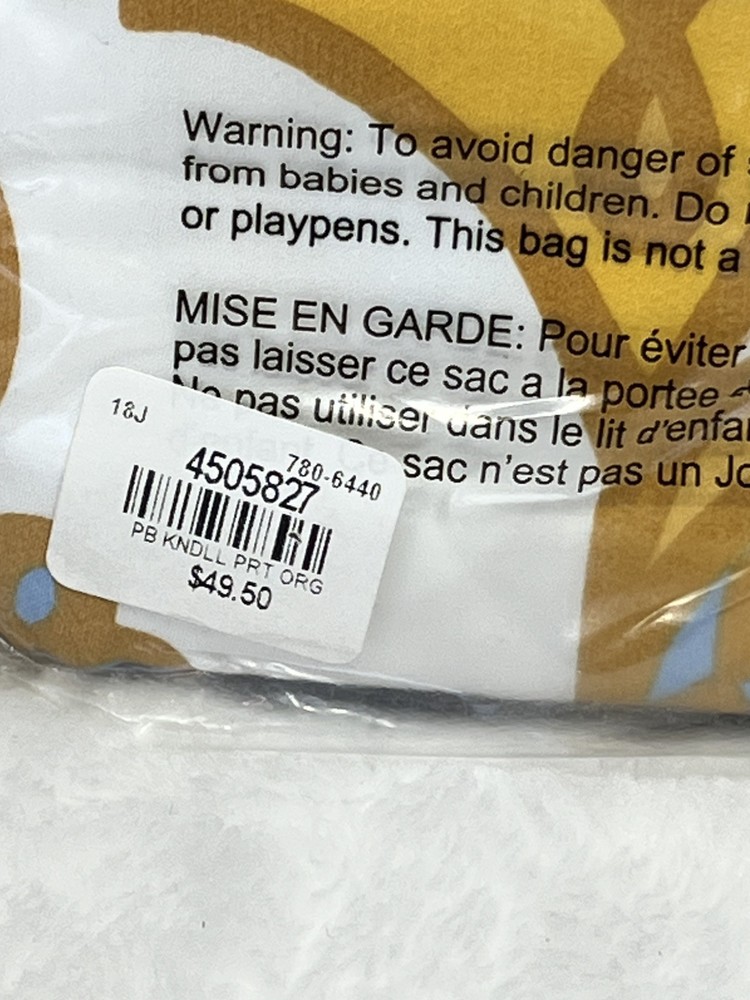 Warning: To avoid danger of
from babies and children. Do
or playpens. This bag is not a
MISE EN GARDE: Pour éviter
pas laisser ce sac a la portee
Ne pas utiliser dans le lit d'enfa
sac n'est pas un Jo
18J
780-6440
4505827
PB KNDLL PRT ORG
$49.50